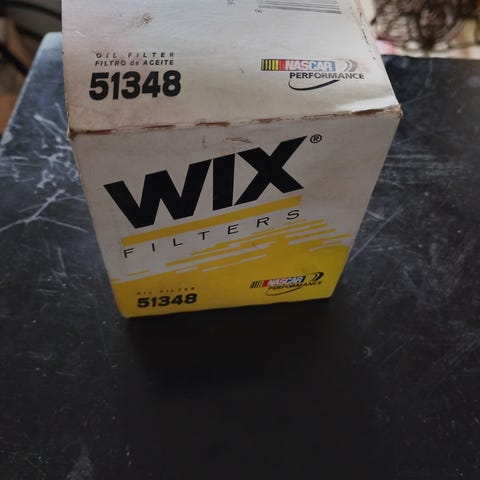 OIL FILTER
FILTRO de ACEITE
51348
NASCAR
PERFORMANCE
WIX®
FILTERS
OIL FILTER
51348
NASCAR
PERFORMANCE